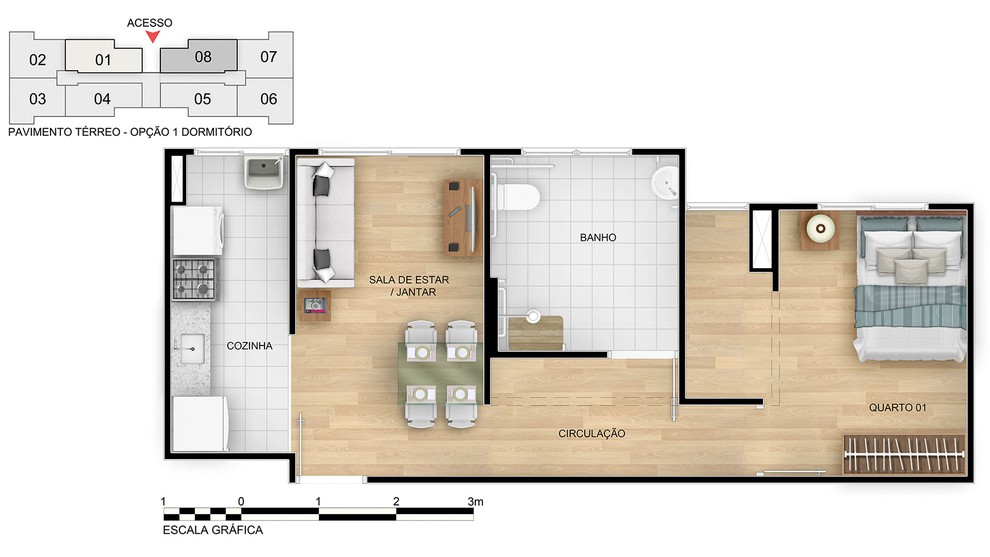 ACESSO
02 01 08 07
03 04 05 06
PAVIMENTO TÉRREO - OPÇÃO 1 DORMITÓRIO
BANHO
SALA DE ESTAR
/ JANTAR
COZINHA
QUARTO 01
CIRCULAÇÃO
1 0 1 2 3m
ESCALA GRÁFICA